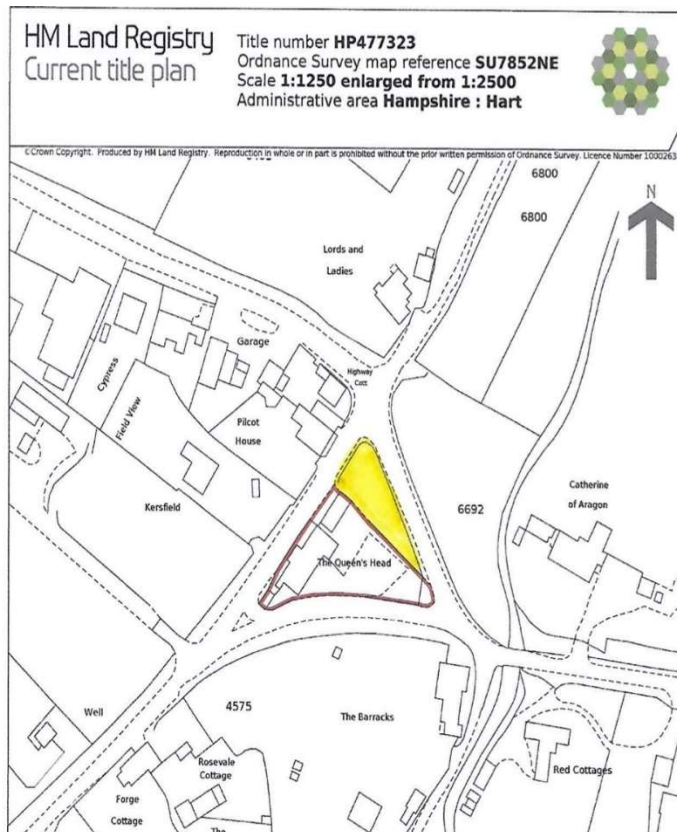 HM Land Registry
Current title plan
Title number HP477323
Ordnance Survey map reference SU7852NE
Scale 1:1250 enlarged from 1:2500
Administrative area Hampshire : Hart
©Crown Copyright. Produced by HM Land Registry. Reproduction in whole or in part is prohibited without the prior written permission of Ordnance Survey. Licence Number 1000263
6800
6800
N
Lords and
Ladies
Garage
Highway
Cott
Cypress
Field View
Pilcot
House
Kersfield
6692
Catherine
of Aragon
The Queen's Head
Well
4575
The Barracks
Rosevale
Cottage
Red Cottages
Forge
Cottage
The